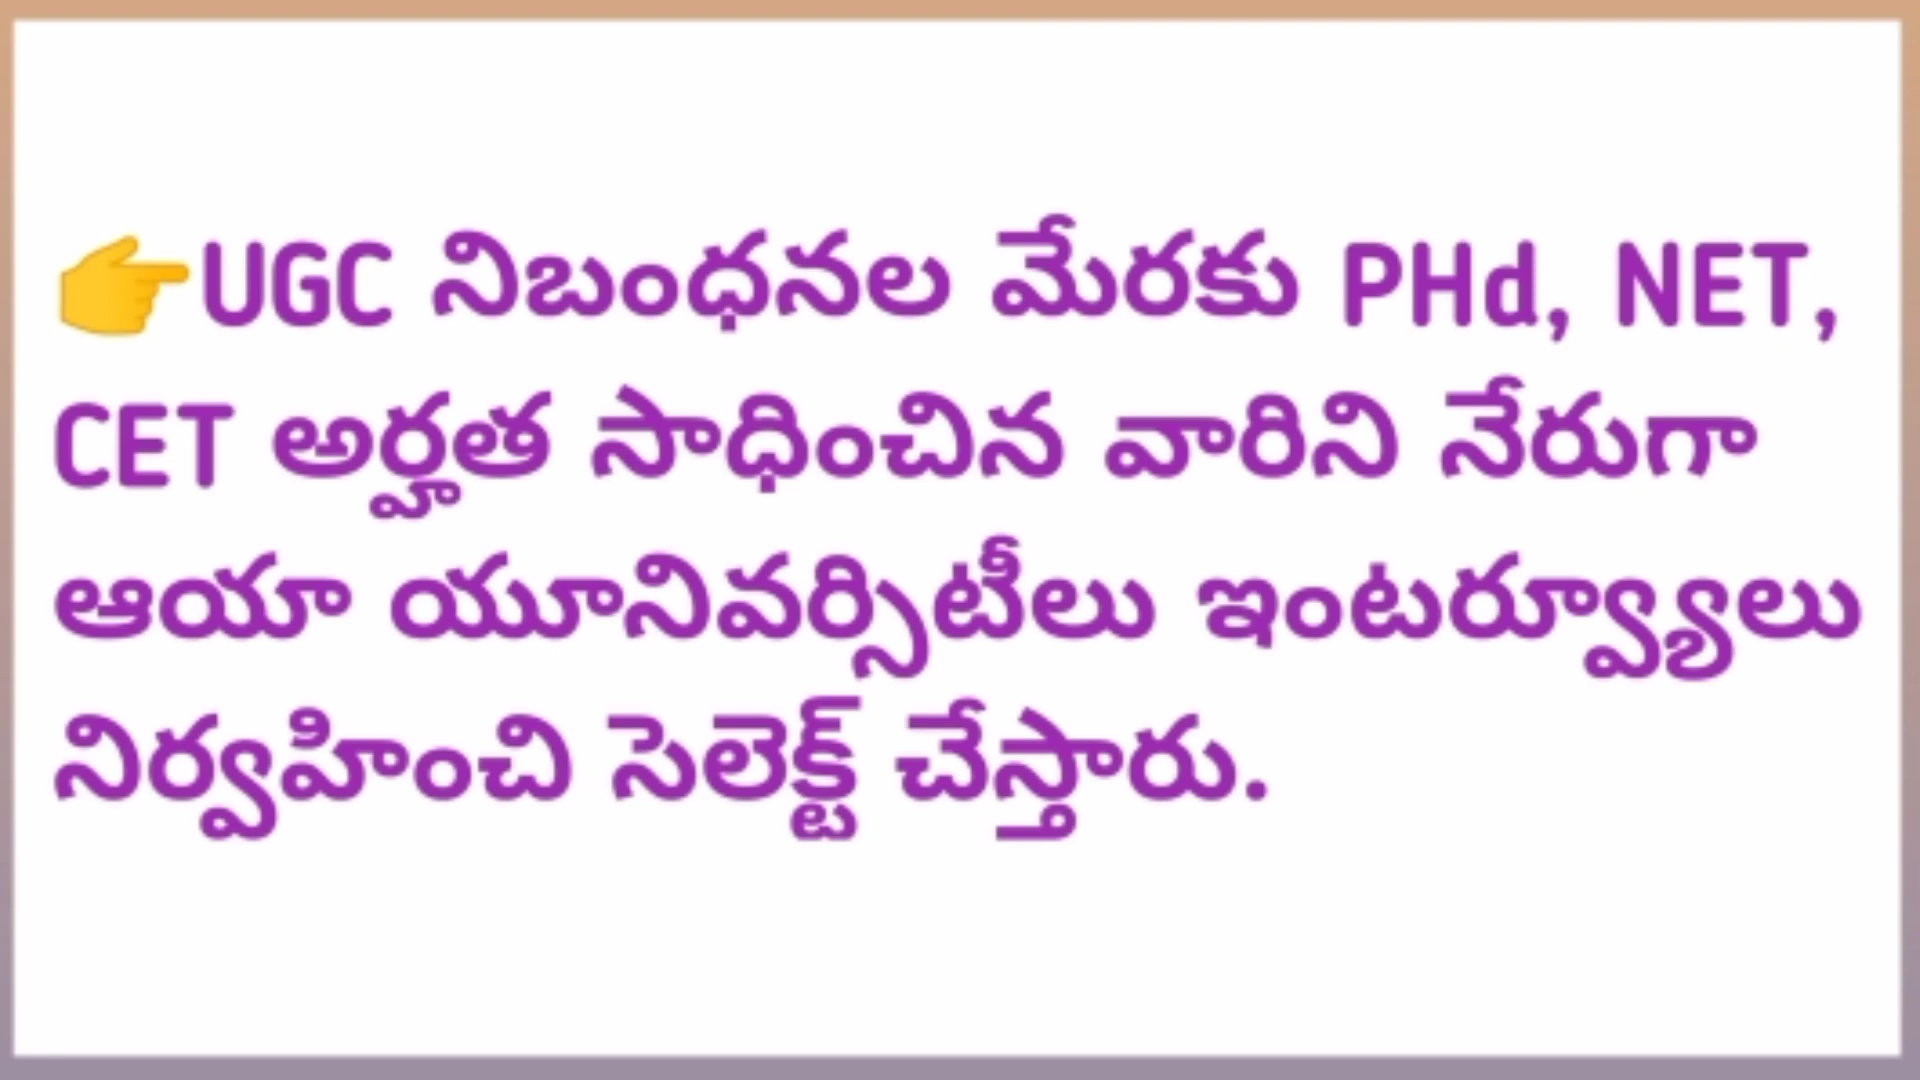 👉UGC నిబంధనల మేరకు PHd, NET,
CET అర్హత సాధించిన వారిని నేరుగా
ఆయా యూనివర్సిటీలు ఇంటర్వ్యూలు
నిర్వహించి సెలెక్ట్ చేస్తారు.